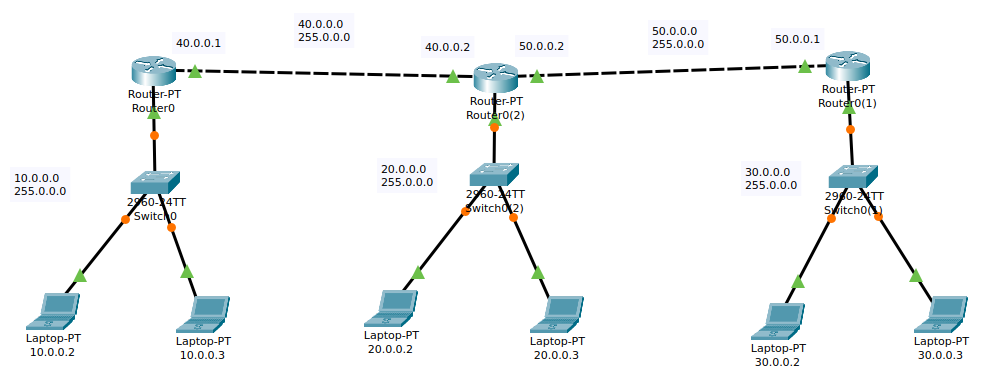 40.0.0.0
255.0.0.0
50.0.0.0
255.0.0.0
40.0.0.1
40.0.0.2
50.0.0.2
50.0.0.1
Router-PT
Router0
Router-PT
Router0(2)
Router-PT
Router0(1)
10.0.0.0
255.0.0.0
20.0.0.0
255.0.0.0
30.0.0.0
255.0.0.0
2960-24TT
Switch0
2960-24TT
Switch0(2)
2960-24TT
Switch0(1)
Laptop-PT
10.0.0.2
Laptop-PT
10.0.0.3
Laptop-PT
20.0.0.2
Laptop-PT
20.0.0.3
Laptop-PT
30.0.0.2
Laptop-PT
30.0.0.3